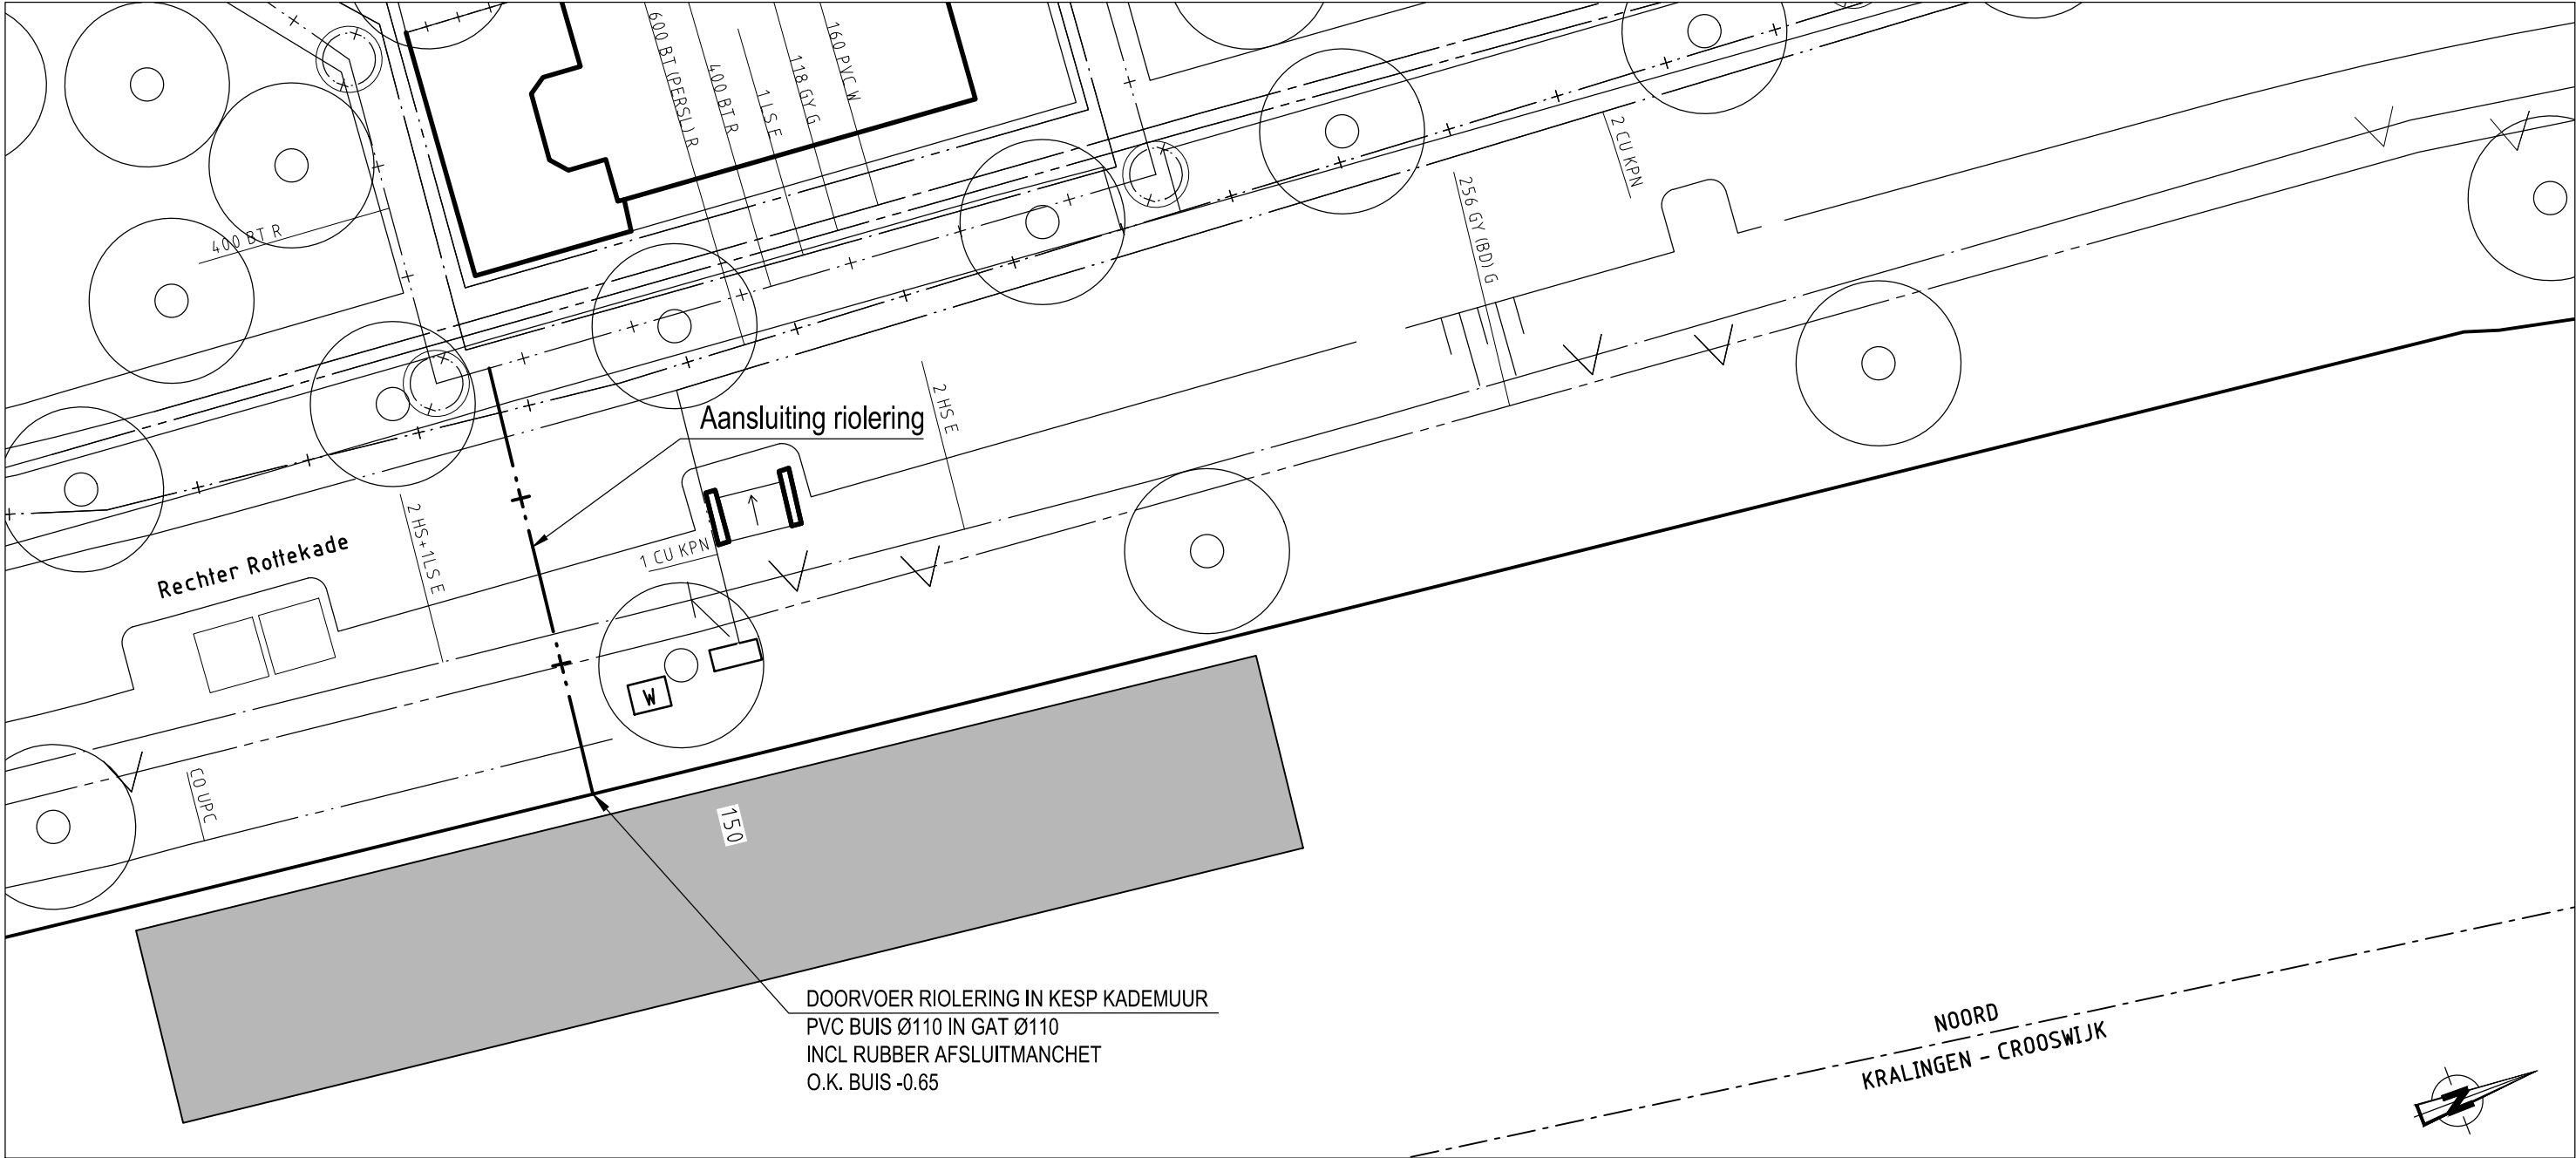 600 BT (PERSL) R
400 BT R
1 LS E
118 GY G
160 PVC W
2 CU KPN
256 GY (BD) G
400 BT R
Aansluiting riolering
2 HS E
2 HS+1LS E
1 CU KPN
Rechter Rottekade
W
CO UPC
150
DOORVOER RIOLERING IN KESP KADEMUUR
PVC BUIS Ø110 IN GAT Ø110
INCL RUBBER AFSLUITMANCHET
O.K. BUIS -0.65
NOORD
KRALINGEN - CROOSWIJK
N